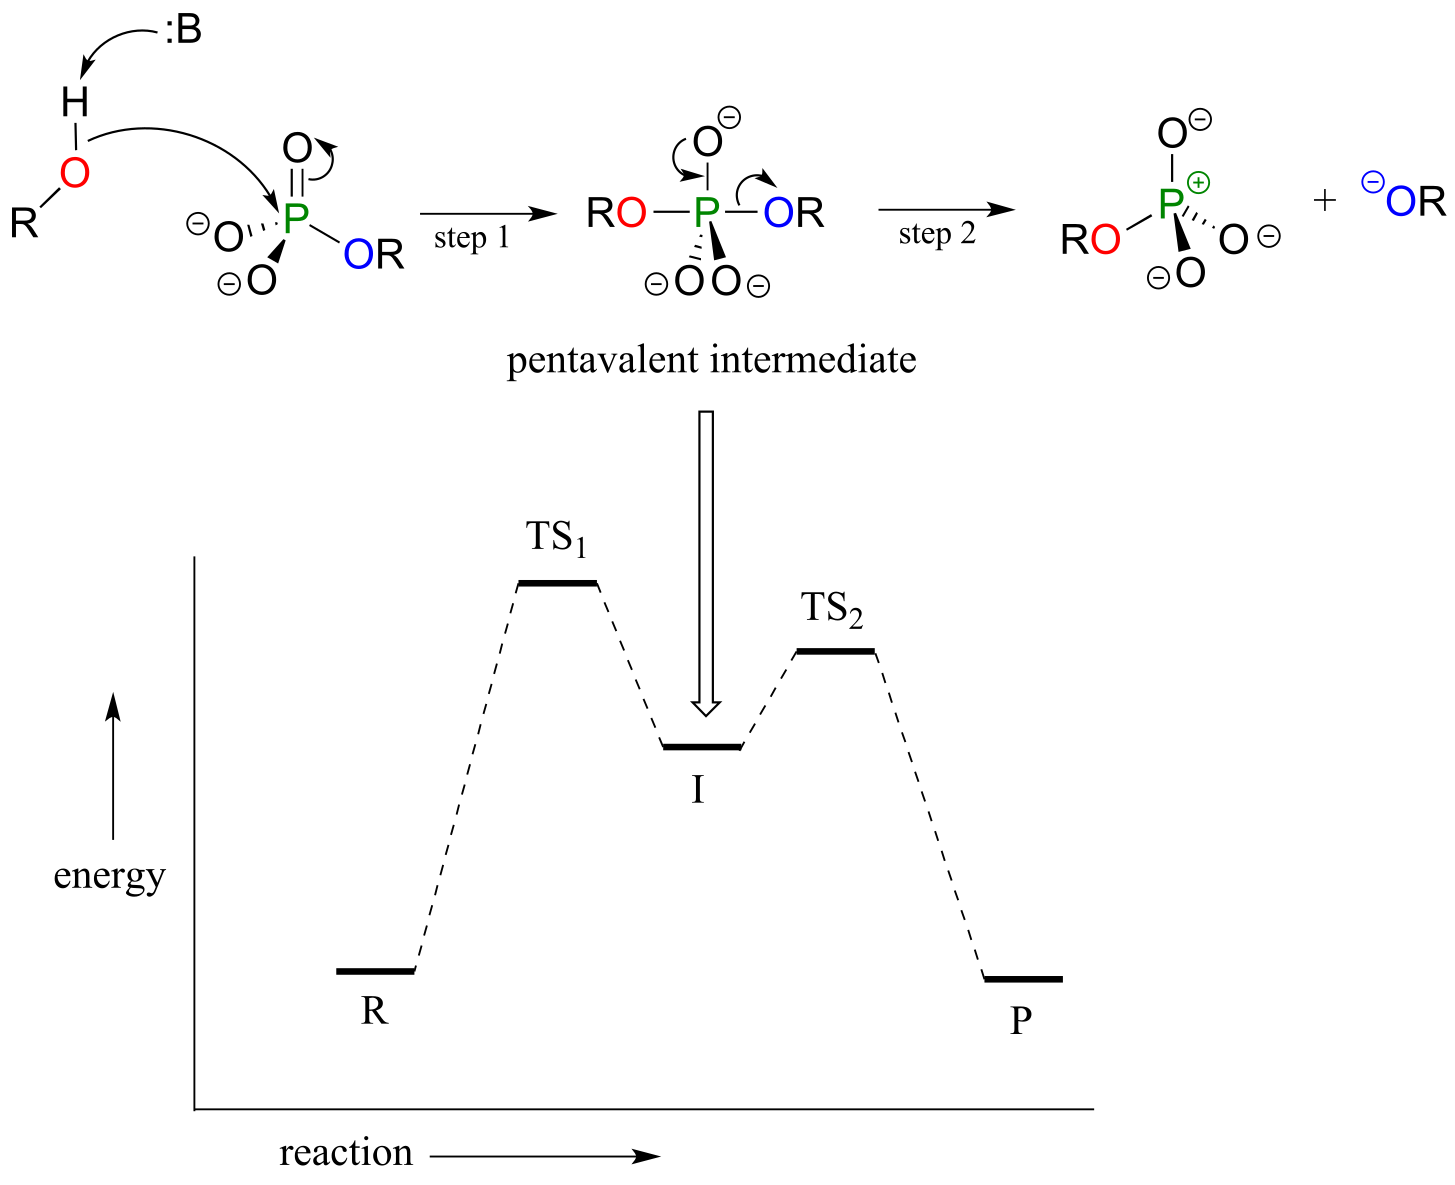 :B
H
O
R
O
P
⊖ O
⊖ O
OR
step 1
O ⊖
RO P OR
⊖ O O ⊖
step 2
O ⊖
P ⊕
RO
O ⊖
⊖ O
+
⊖ OR
pentavalent intermediate
TS₁
TS₂
I
energy
R
P
reaction